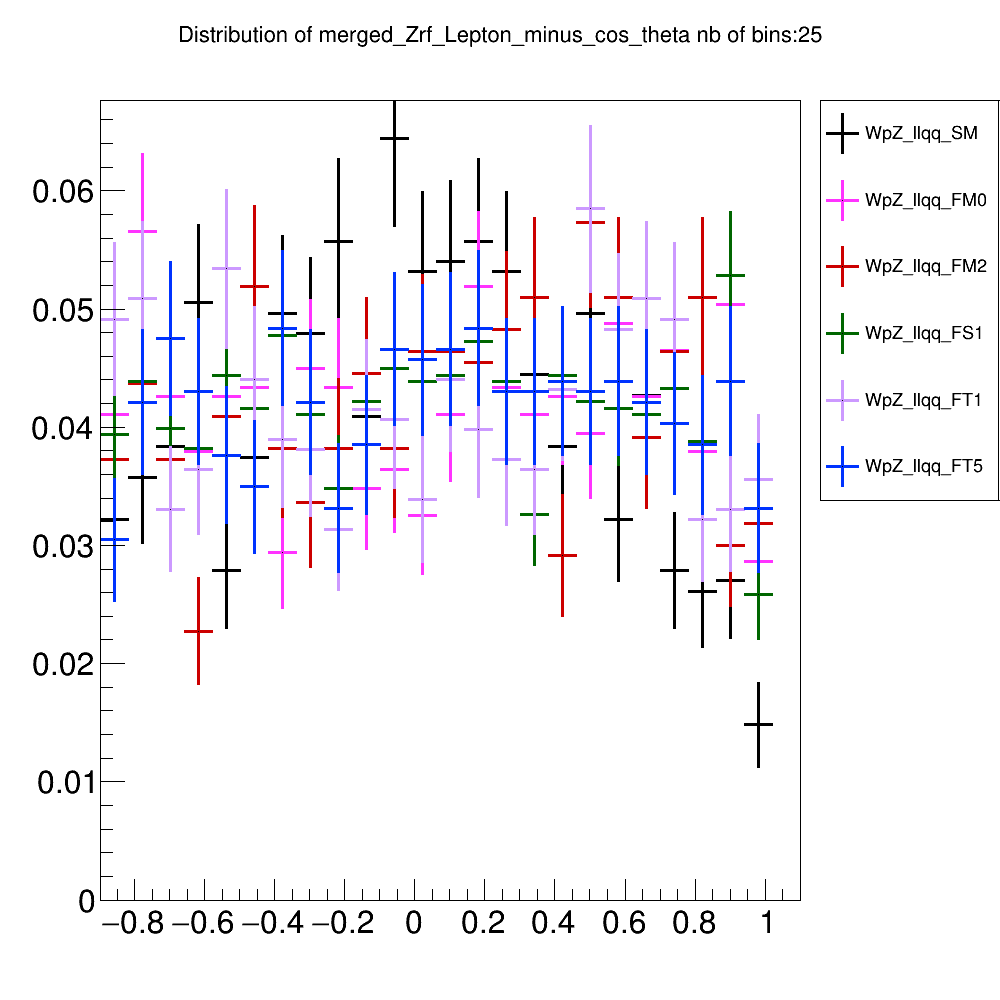 Distribution of merged_Zrf_Lepton_minus_cos_theta nb of bins:25
WpZ_llqq_SM
WpZ_llqq_FM0
WpZ_llqq_FM2
WpZ_llqq_FS1
WpZ_llqq_FT1
WpZ_llqq_FT5
0.06
0.05
0.04
0.03
0.02
0.01
0
−0.8 −0.6 −0.4 −0.2 0 0.2 0.4 0.6 0.8 1